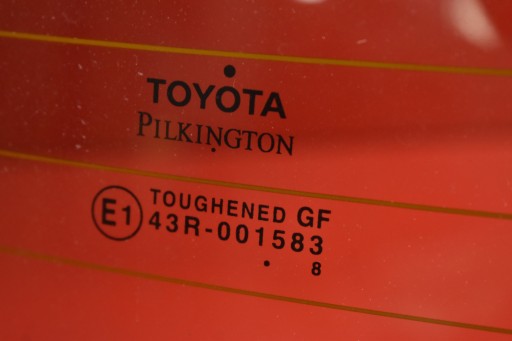 TOYOTA
PILKINGTON
E1 TOUGHENED GF
43R-001583
8